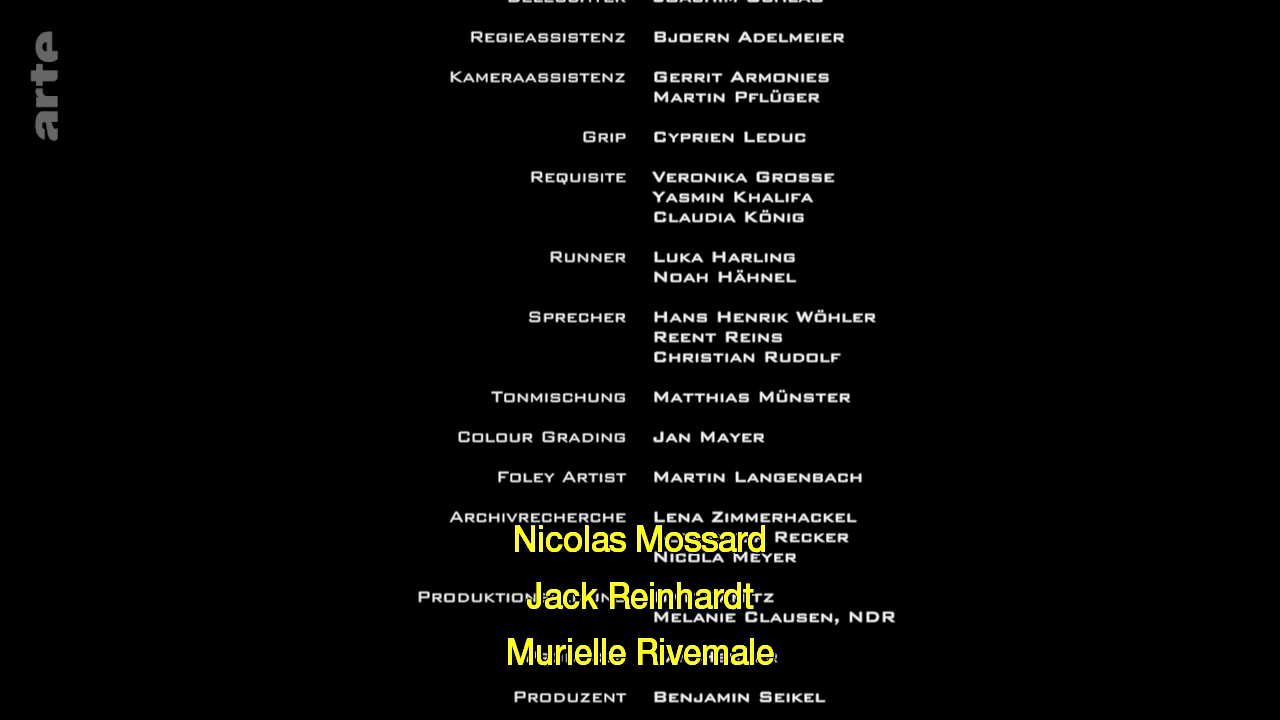 arte
REGIEASSISTENZ BJOERN ADELMEIER
KAMERAASSISTENZ GERRIT ARMONIES
MARTIN PFLÜGER
GRIP CYPRIEN LEDUC
REQUISITE VERONIKA GROSSE
YASMIN KHALIFA
CLAUDIA KÖNIG
RUNNER LUKA HARLING
NOAH HÄHNEL
SPRECHER HANS HENRIK WÖHLER
REENT REINS
CHRISTIAN RUDOLF
TONMISCHUNG MATTHIAS MÜNSTER
COLOUR GRADING JAN MAYER
FOLEY ARTIST MARTIN LANGENBACH
ARCHIVRECHERCHE LENA ZIMMERHACKEL
RECKER
NICOLA MEYER
MELANIE CLAUSEN, NDR
PRODUZENT BENJAMIN SEIKEL
Nicolas Mossard
Jack Reinhardt
Murielle Rivemale